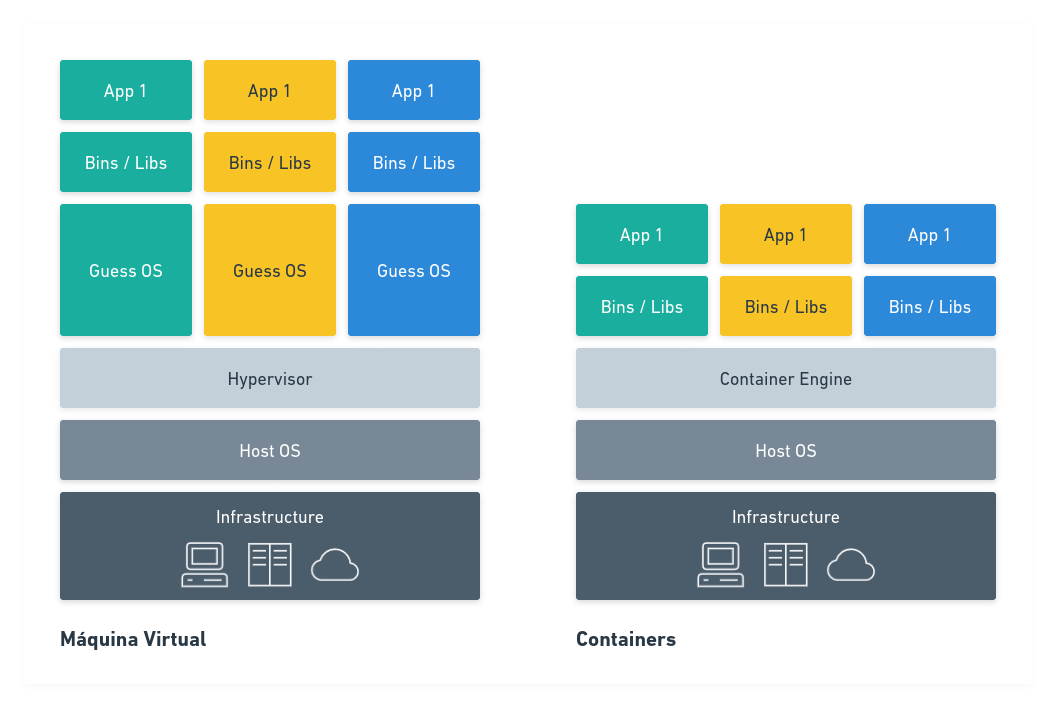 App 1
App 1
App 1
Bins / Libs
Bins / Libs
Bins / Libs
Guess OS
Guess OS
Guess OS
Hypervisor
Host OS
Infrastructure
Máquina Virtual
App 1
App 1
App 1
Bins / Libs
Bins / Libs
Bins / Libs
Container Engine
Host OS
Infrastructure
Containers